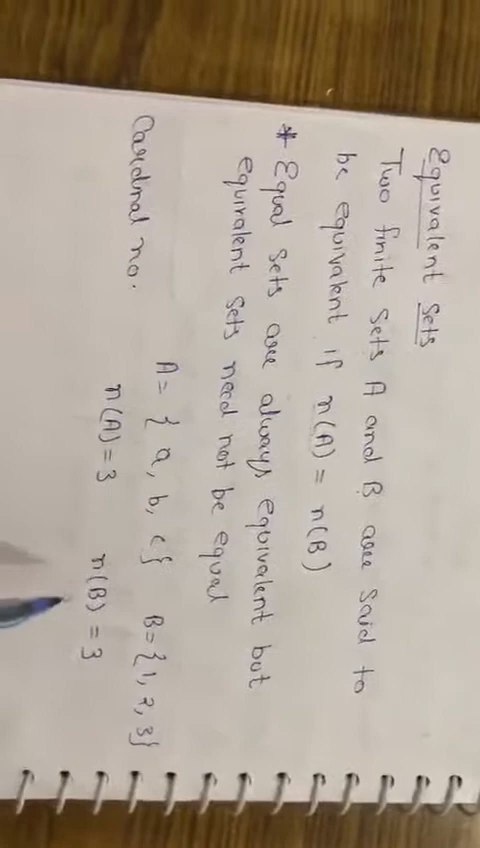 Equivalent Sets
Two finite sets A and B are said to
be equivalent if n(A) = n(B)
* Equal sets are always equivalent but
equivalent sets need not be equal
Cardinal no.
A = { a, b, c} B = {1, 2, 3}
n(A) = 3 n(B) = 3